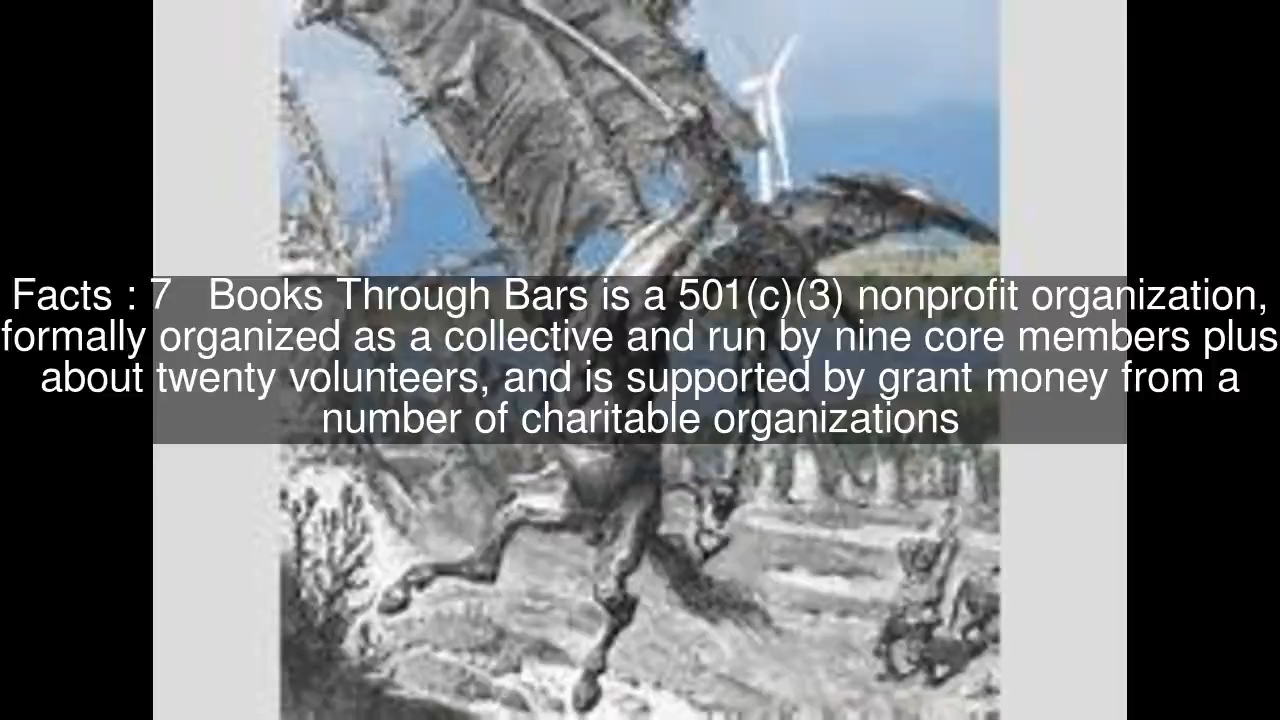 Facts : 7   Books Through Bars is a 501(c)(3) nonprofit organization,
formally organized as a collective and run by nine core members plus
about twenty volunteers, and is supported by grant money from a
number of charitable organizations